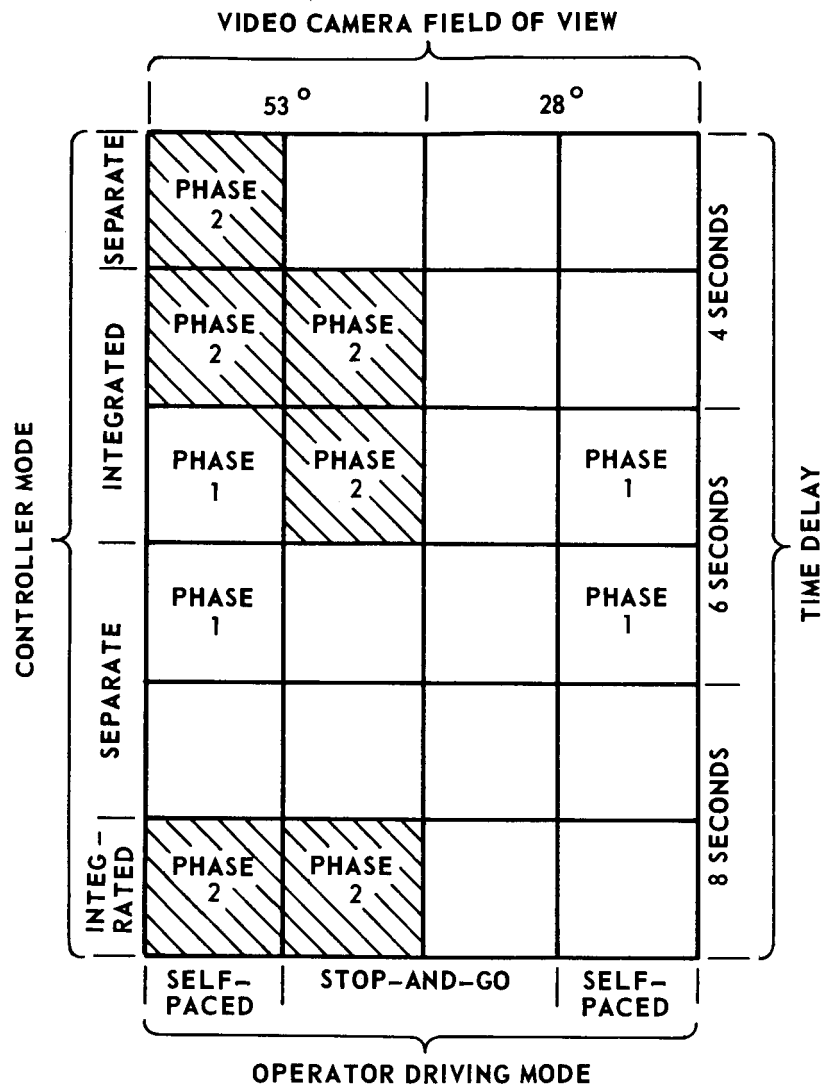 VIDEO CAMERA FIELD OF VIEW
53° 28°
CONTROLLER MODE
SEPARATE
INTEGRATED
SEPARATE
INTEG-
RATED
PHASE
2
PHASE
2
PHASE
2
PHASE
1
PHASE
2
PHASE
1
PHASE
1
PHASE
1
PHASE
2
PHASE
2
4 SECONDS
6 SECONDS
8 SECONDS
TIME DELAY
SELF-
PACED
STOP-AND-GO
SELF-
PACED
OPERATOR DRIVING MODE